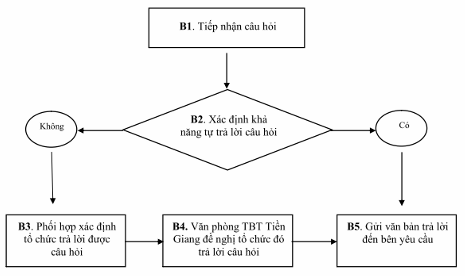 B1. Tiếp nhận câu hỏi
B2. Xác định khả
năng tự trả lời câu hỏi
Không
Có
B3. Phối hợp xác định
tổ chức trả lời được
câu hỏi
B4. Văn phòng TBT Tiền
Giang đề nghị tổ chức đó
trả lời câu hỏi
B5. Gửi văn bản trả lời
đến bên yêu cầu